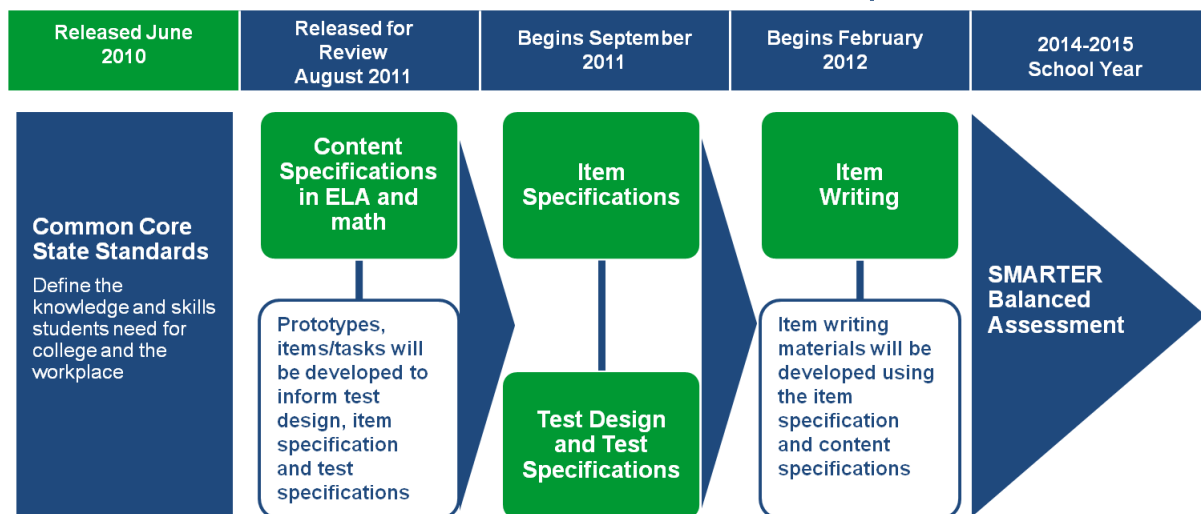 Released June
2010
Released for
Review
August 2011
Begins September
2011
Begins February
2012
2014-2015
School Year
Common Core
State Standards
Define the
knowledge and skills
students need for
college and the
workplace
Content
Specifications
in ELA and
math
Prototypes,
items/tasks will
be developed to
inform test
design, item
specification
and test
specifications
Item
Specifications
Test Design
and Test
Specifications
Item
Writing
Item writing
materials will be
developed using
the item
specification
and content
specifications
SMARTER
Balanced
Assessment